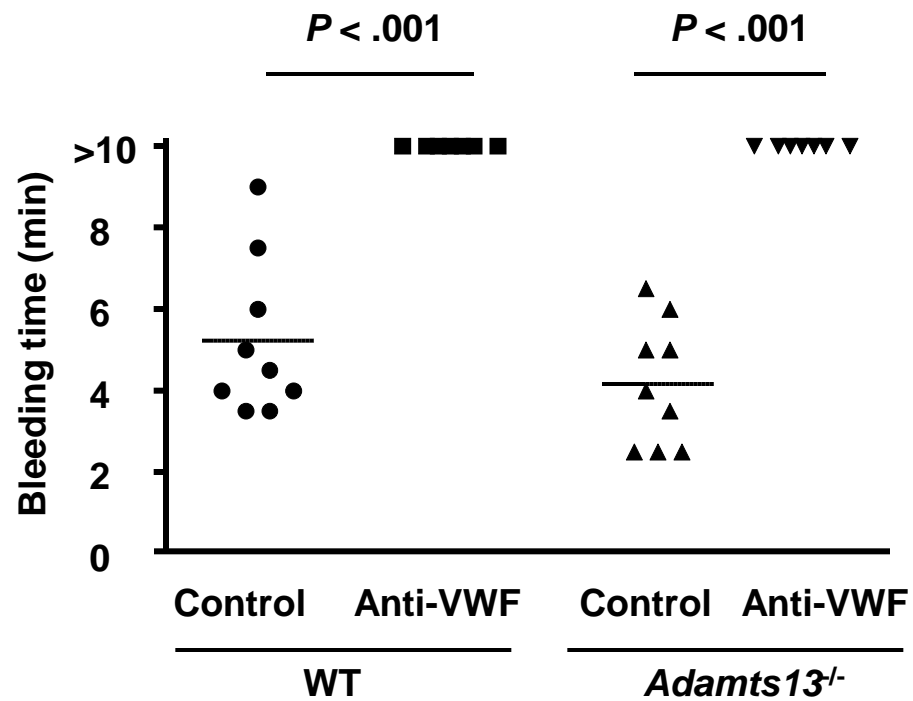 P < .001 P < .001
Bleeding time (min)
>10
8
6
4
2
0
Control Anti-VWF Control Anti-VWF
WT Adamts13-/-